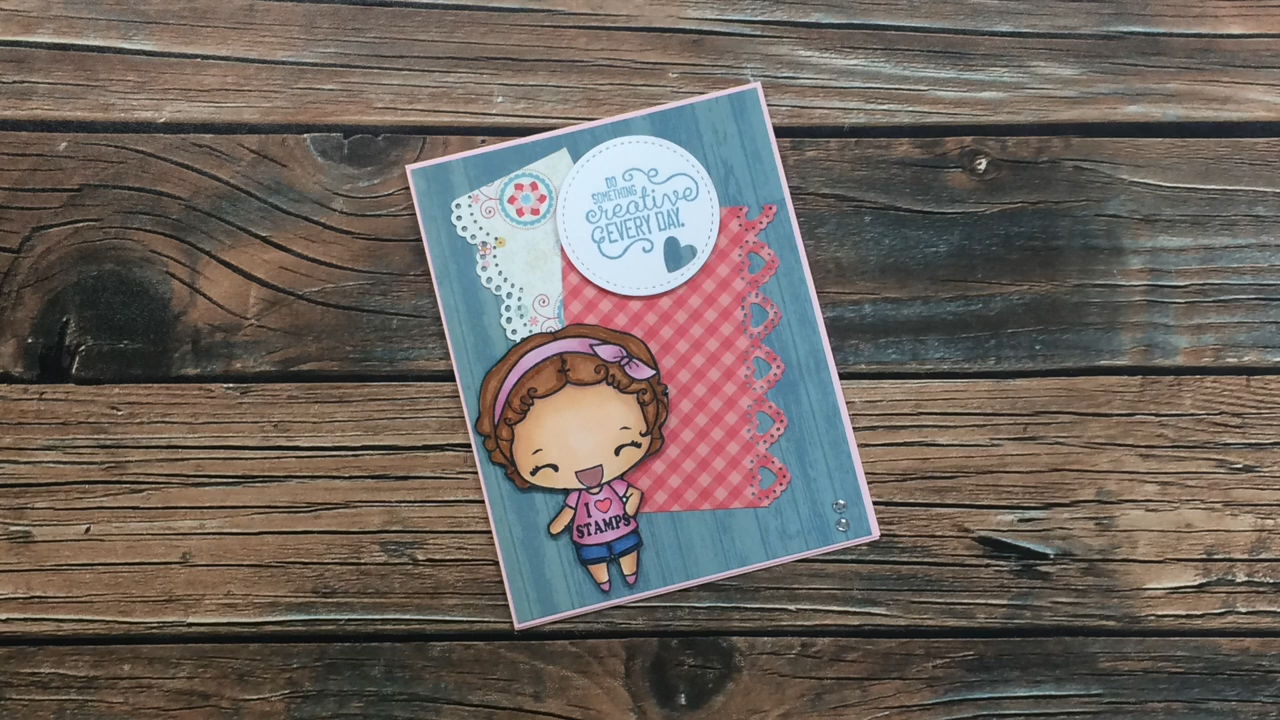 DO
SOMETHING
creative
EVERY DAY.
I ♥
STAMPS